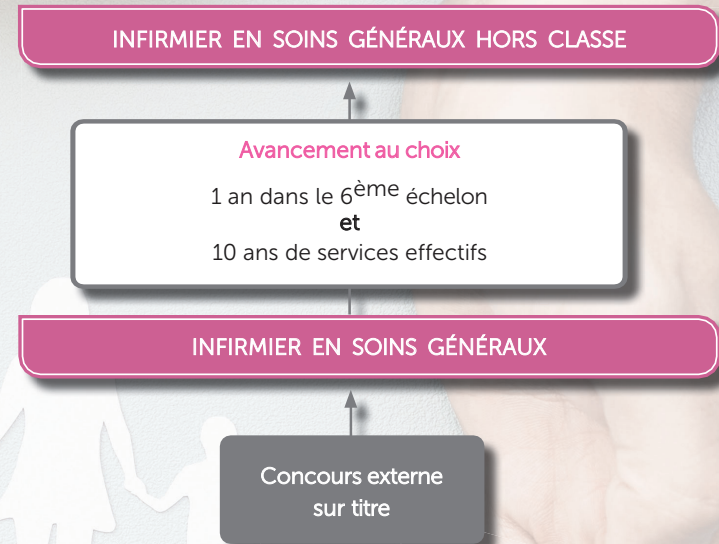 INFIRMIER EN SOINS GÉNÉRAUX HORS CLASSE
Avancement au choix
1 an dans le 6ème échelon
et
10 ans de services effectifs
INFIRMIER EN SOINS GÉNÉRAUX
Concours externe
sur titre